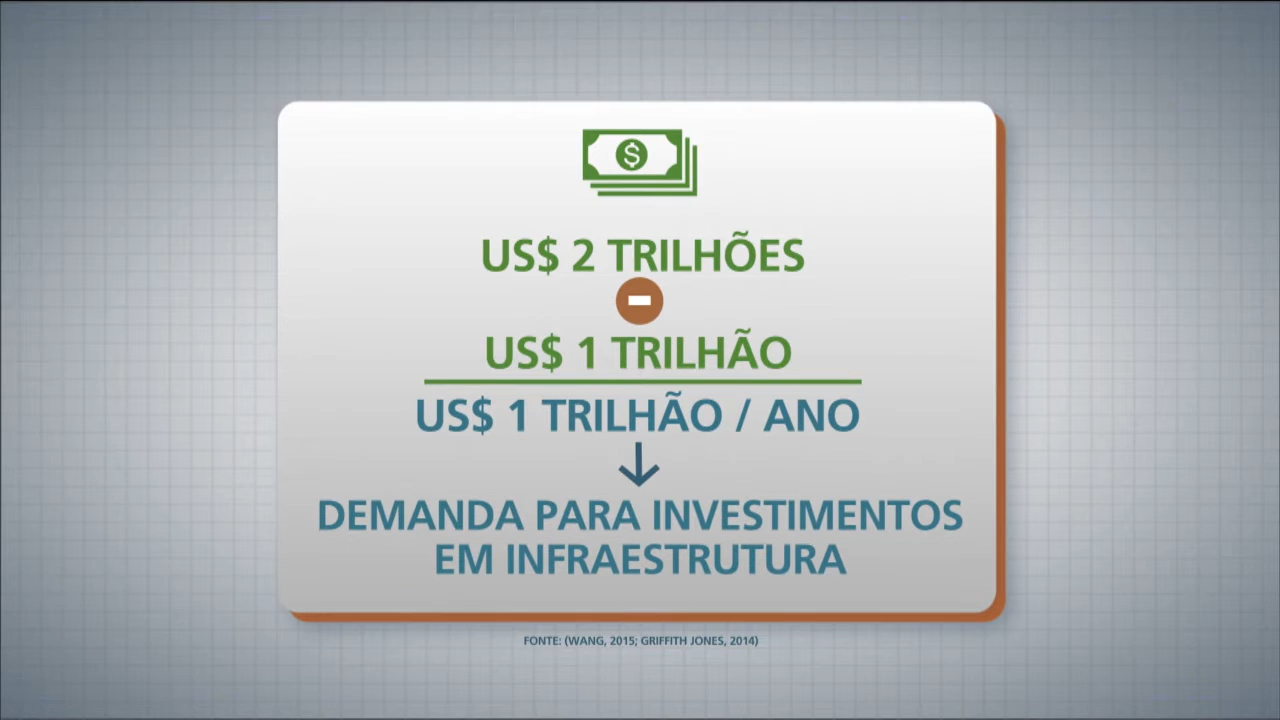 $
US$ 2 TRILHÕES
-
US$ 1 TRILHÃO
US$ 1 TRILHÃO / ANO
↓
DEMANDA PARA INVESTIMENTOS
EM INFRAESTRUTURA
FONTE: (WANG, 2015; GRIFFITH JONES, 2014)